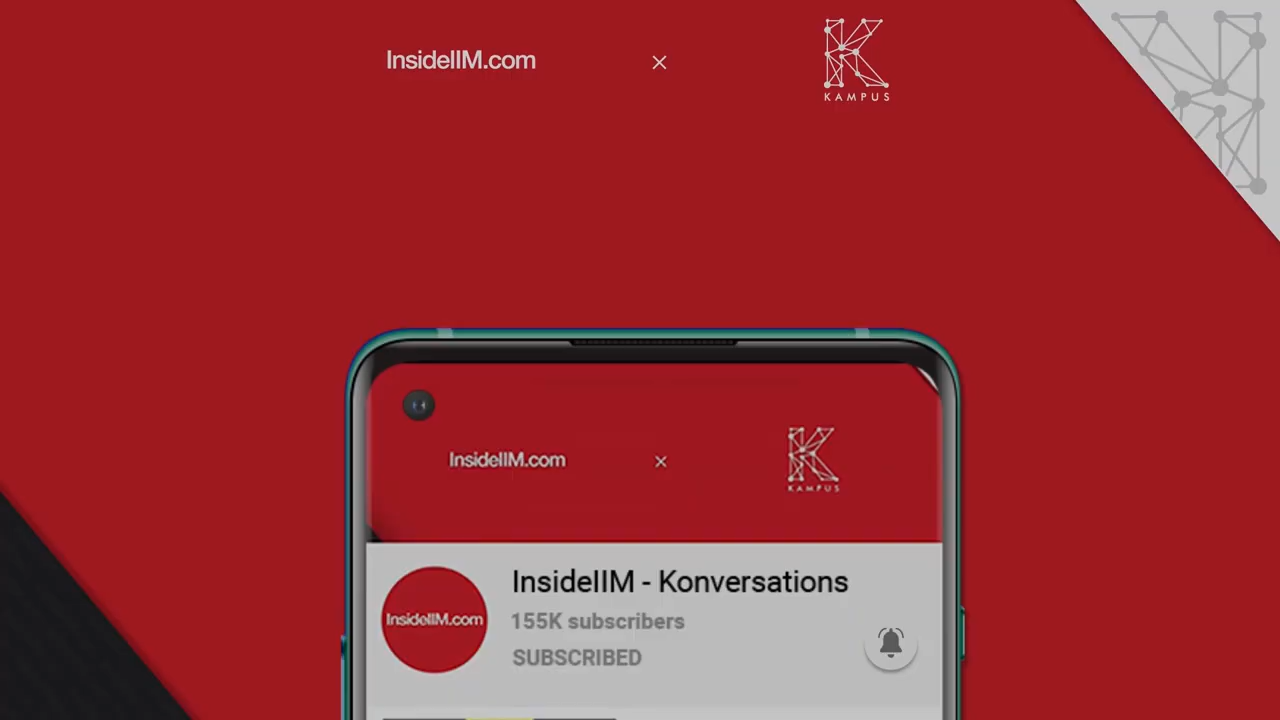 InsideIIM.com × KAMPUS
InsideIIM.com × KAMPUS
InsideIIM - Konversations
InsideIIM.com
155K subscribers
SUBSCRIBED